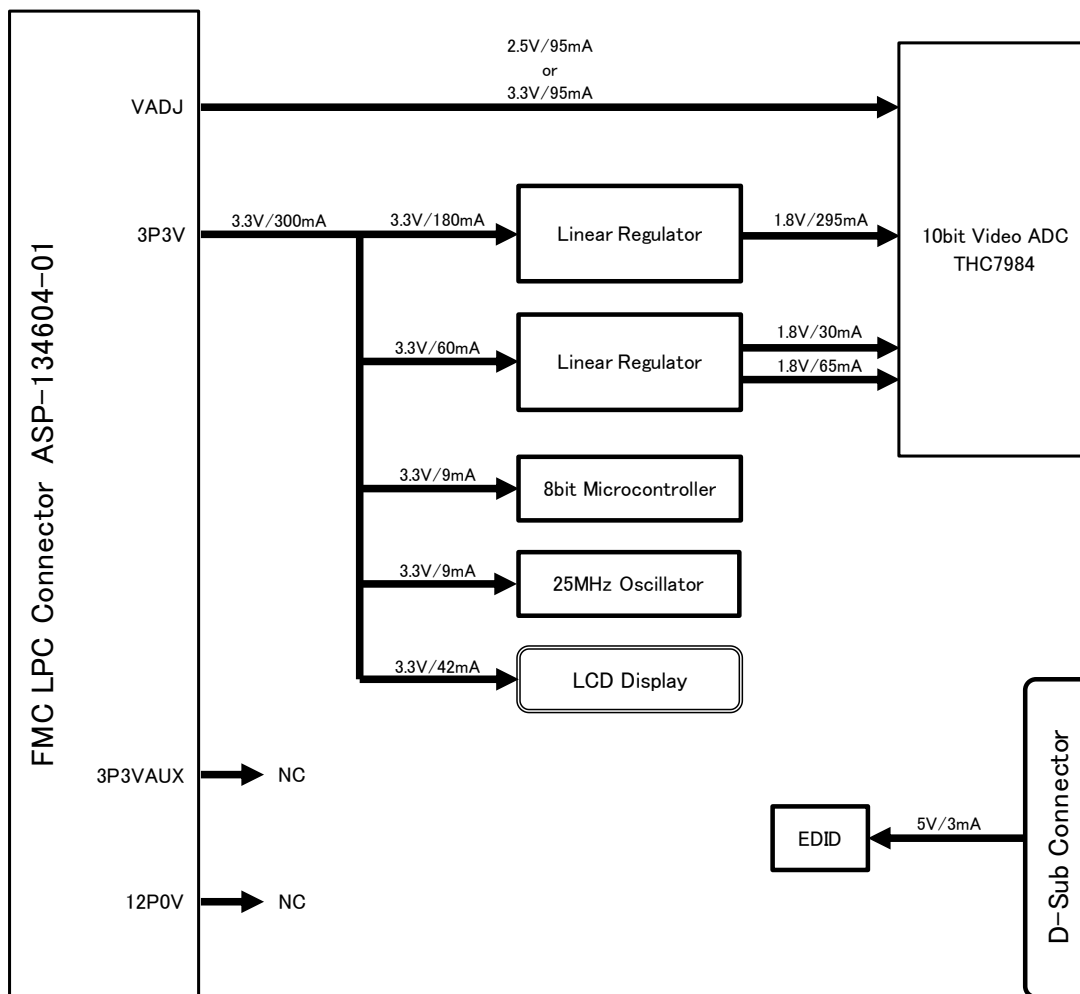 2.5V/95mA
or
3.3V/95mA
VADJ
3P3V
3.3V/300mA
3.3V/180mA
Linear Regulator
1.8V/295mA
10bit Video ADC
THC7984
3.3V/60mA
Linear Regulator
1.8V/30mA
1.8V/65mA
FMC LPC Connector ASP-134604-01
3.3V/9mA
8bit Microcontroller
3.3V/9mA
25MHz Oscillator
3.3V/42mA
LCD Display
3P3VAUX
NC
EDID
5V/3mA
D-Sub Connector
12P0V
NC